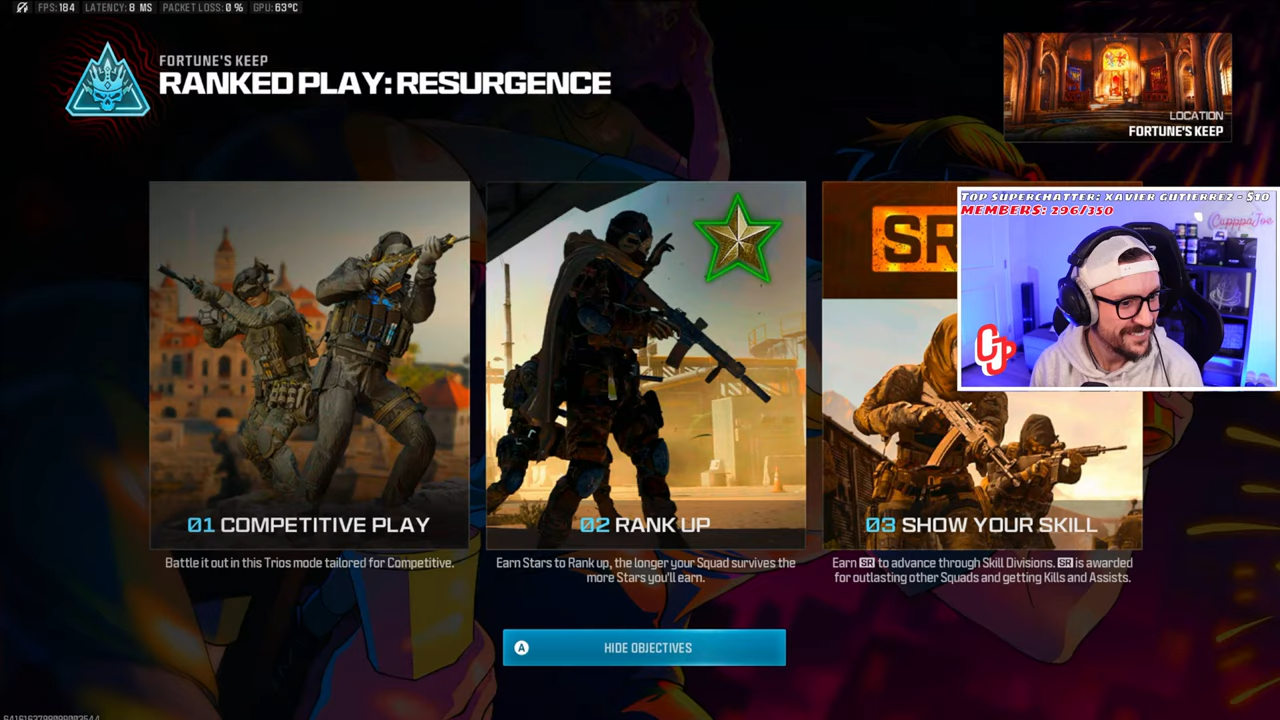 FPS: 184 LATENCY: 8 MS PACKET LOSS: 0 % GPU: 63°C
FORTUNE'S KEEP
RANKED PLAY: RESURGENCE
LOCATION
FORTUNE'S KEEP
TOP SUPERCHATTER: XAVIER GUTIERREZ - $10
MEMBERS: 296/350
CupppaJoe
SR
CJ
01 COMPETITIVE PLAY
02 RANK UP
03 SHOW YOUR SKILL
Battle it out in this Trios mode tailored for Competitive.
Earn Stars to Rank up, the longer your Squad survives the
more Stars you'll earn.
Earn SR to advance through Skill Divisions. SR is awarded
for outlasting other Squads and getting Kills and Assists.
A HIDE OBJECTIVES